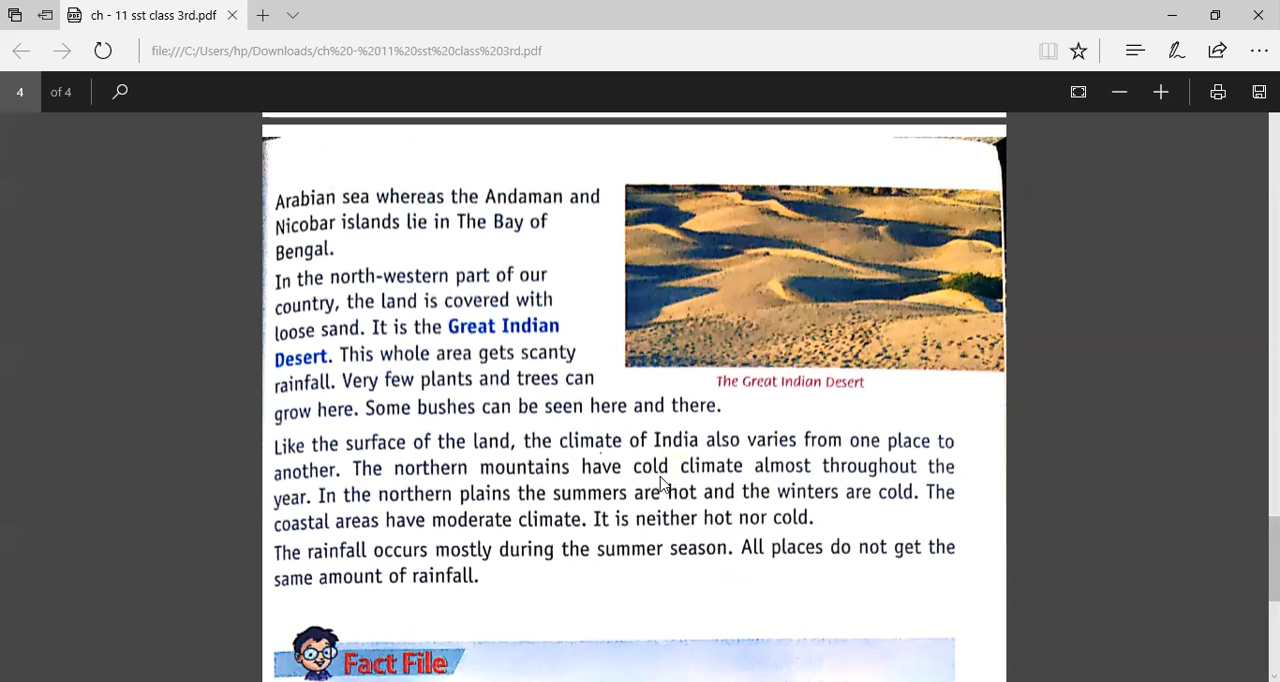 ch - 11 sst class 3rd.pdf
file:///C:/Users/hp/Downloads/ch%20-%2011%20sst%20class%203rd.pdf
4 of 4
Arabian sea whereas the Andaman and
Nicobar islands lie in The Bay of
Bengal.
In the north-western part of our
country, the land is covered with
loose sand. It is the Great Indian
Desert. This whole area gets scanty
rainfall. Very few plants and trees can
grow here. Some bushes can be seen here and there.
The Great Indian Desert
Like the surface of the land, the climate of India also varies from one place to
another. The northern mountains have cold climate almost throughout the
year. In the northern plains the summers are hot and the winters are cold. The
coastal areas have moderate climate. It is neither hot nor cold.
The rainfall occurs mostly during the summer season. All places do not get the
same amount of rainfall.
Fact File